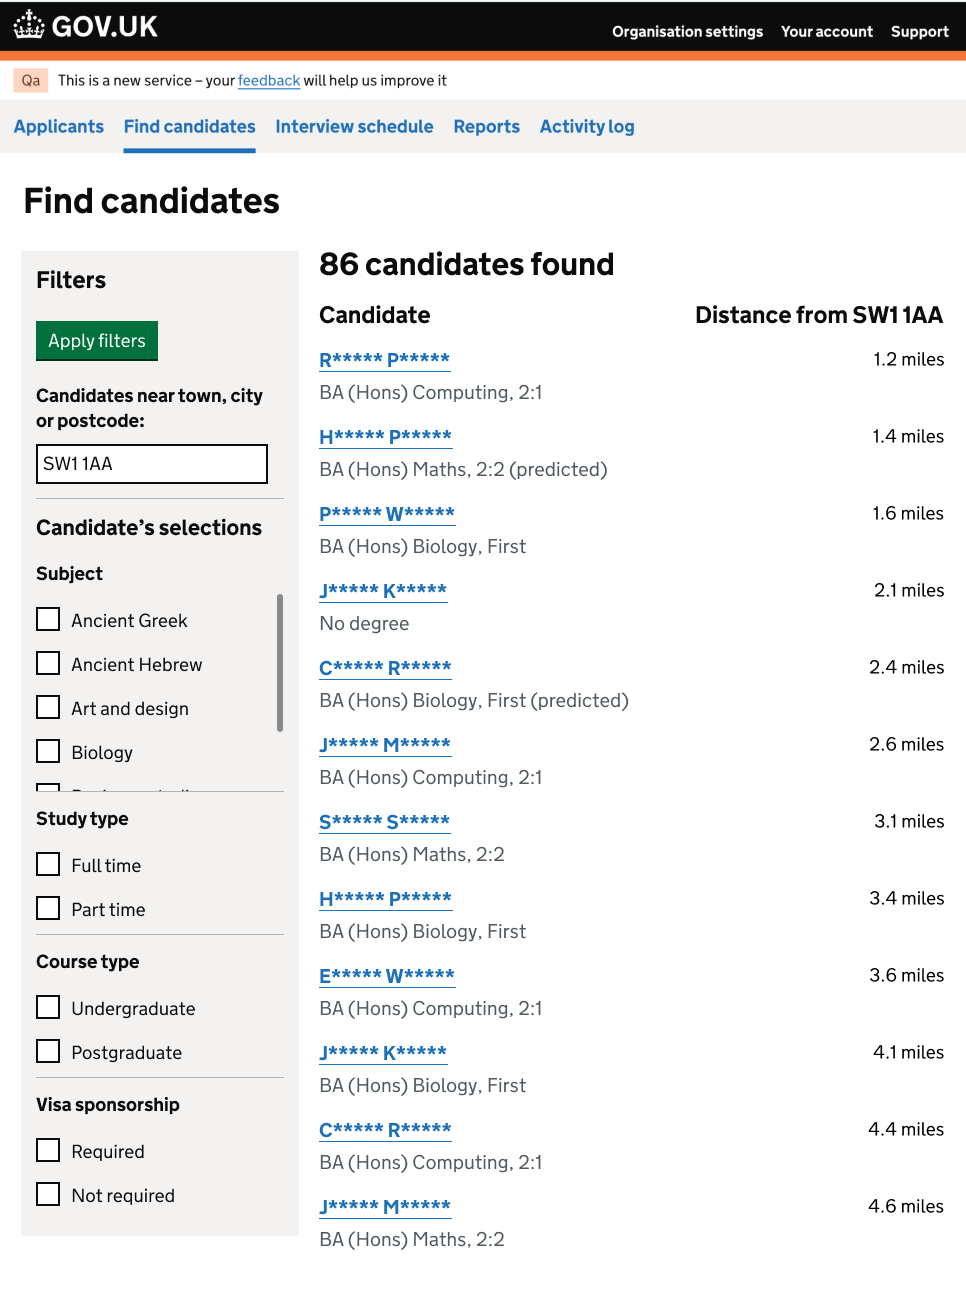 GOV.UK
Organisation settings Your account Support
Qa This is a new service – your feedback will help us improve it
Applicants Find candidates Interview schedule Reports Activity log
Find candidates
Filters
Apply filters
Candidates near town, city
or postcode:
SW1 1AA
Candidate's selections
Subject
Ancient Greek
Ancient Hebrew
Art and design
Biology
Study type
Full time
Part time
Course type
Undergraduate
Postgraduate
Visa sponsorship
Required
Not required
86 candidates found
Candidate Distance from SW1 1AA
R***** P***** 1.2 miles
BA (Hons) Computing, 2:1
H***** P***** 1.4 miles
BA (Hons) Maths, 2:2 (predicted)
P***** W***** 1.6 miles
BA (Hons) Biology, First
J***** K***** 2.1 miles
No degree
C***** R***** 2.4 miles
BA (Hons) Biology, First (predicted)
J***** M***** 2.6 miles
BA (Hons) Computing, 2:1
S***** S***** 3.1 miles
BA (Hons) Maths, 2:2
H***** P***** 3.4 miles
BA (Hons) Biology, First
E***** W***** 3.6 miles
BA (Hons) Computing, 2:1
J***** K***** 4.1 miles
BA (Hons) Biology, First
C***** R***** 4.4 miles
BA (Hons) Computing, 2:1
J***** M***** 4.6 miles
BA (Hons) Maths, 2:2